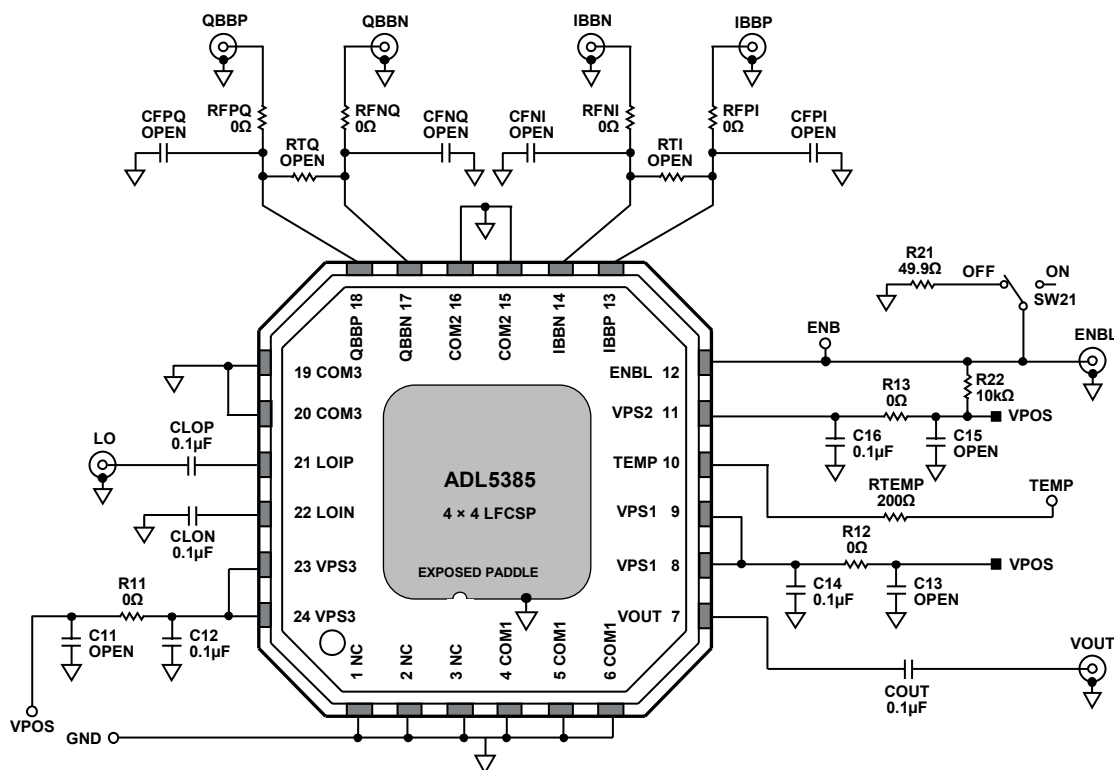 QBBP
QBBN
IBBN
IBBP
RFPQ
0Ω
RFNQ
0Ω
RFNI
0Ω
RFPI
0Ω
CFPQ
OPEN
CFNQ
OPEN
CFNI
OPEN
CFPI
OPEN
RTQ
OPEN
RTI
OPEN
R21
49.9Ω
OFF
ON
SW21
QBBP 18
QBBN 17
COM2 16
COM2 15
IBBN 14
IBBP 13
ENB
ENBL
19 COM3
ENBL 12
R13
0Ω
R22
10kΩ
20 COM3
VPS2 11
VPOS
CLOP
0.1µF
C16
0.1µF
C15
OPEN
LO
21 LOIP
TEMP 10
ADL5385
4 × 4 LFCSP
RTEMP
200Ω
TEMP
22 LOIN
VPS1 9
CLON
0.1µF
R12
0Ω
23 VPS3
EXPOSED PADDLE
VPS1 8
VPOS
R11
0Ω
C14
0.1µF
C13
OPEN
24 VPS3
VOUT 7
C11
OPEN
C12
0.1µF
1 NC
2 NC
3 NC
4 COM1
5 COM1
6 COM1
VOUT
COUT
0.1µF
VPOS
GND